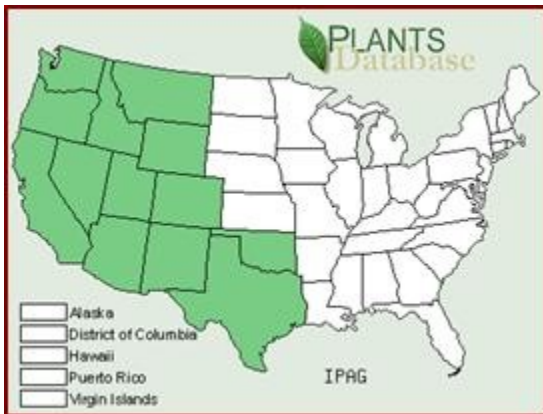 PLANTS
Database
Alaska
District of Columbia
Hawaii
Puerto Rico
Virgin Islands
IPAG